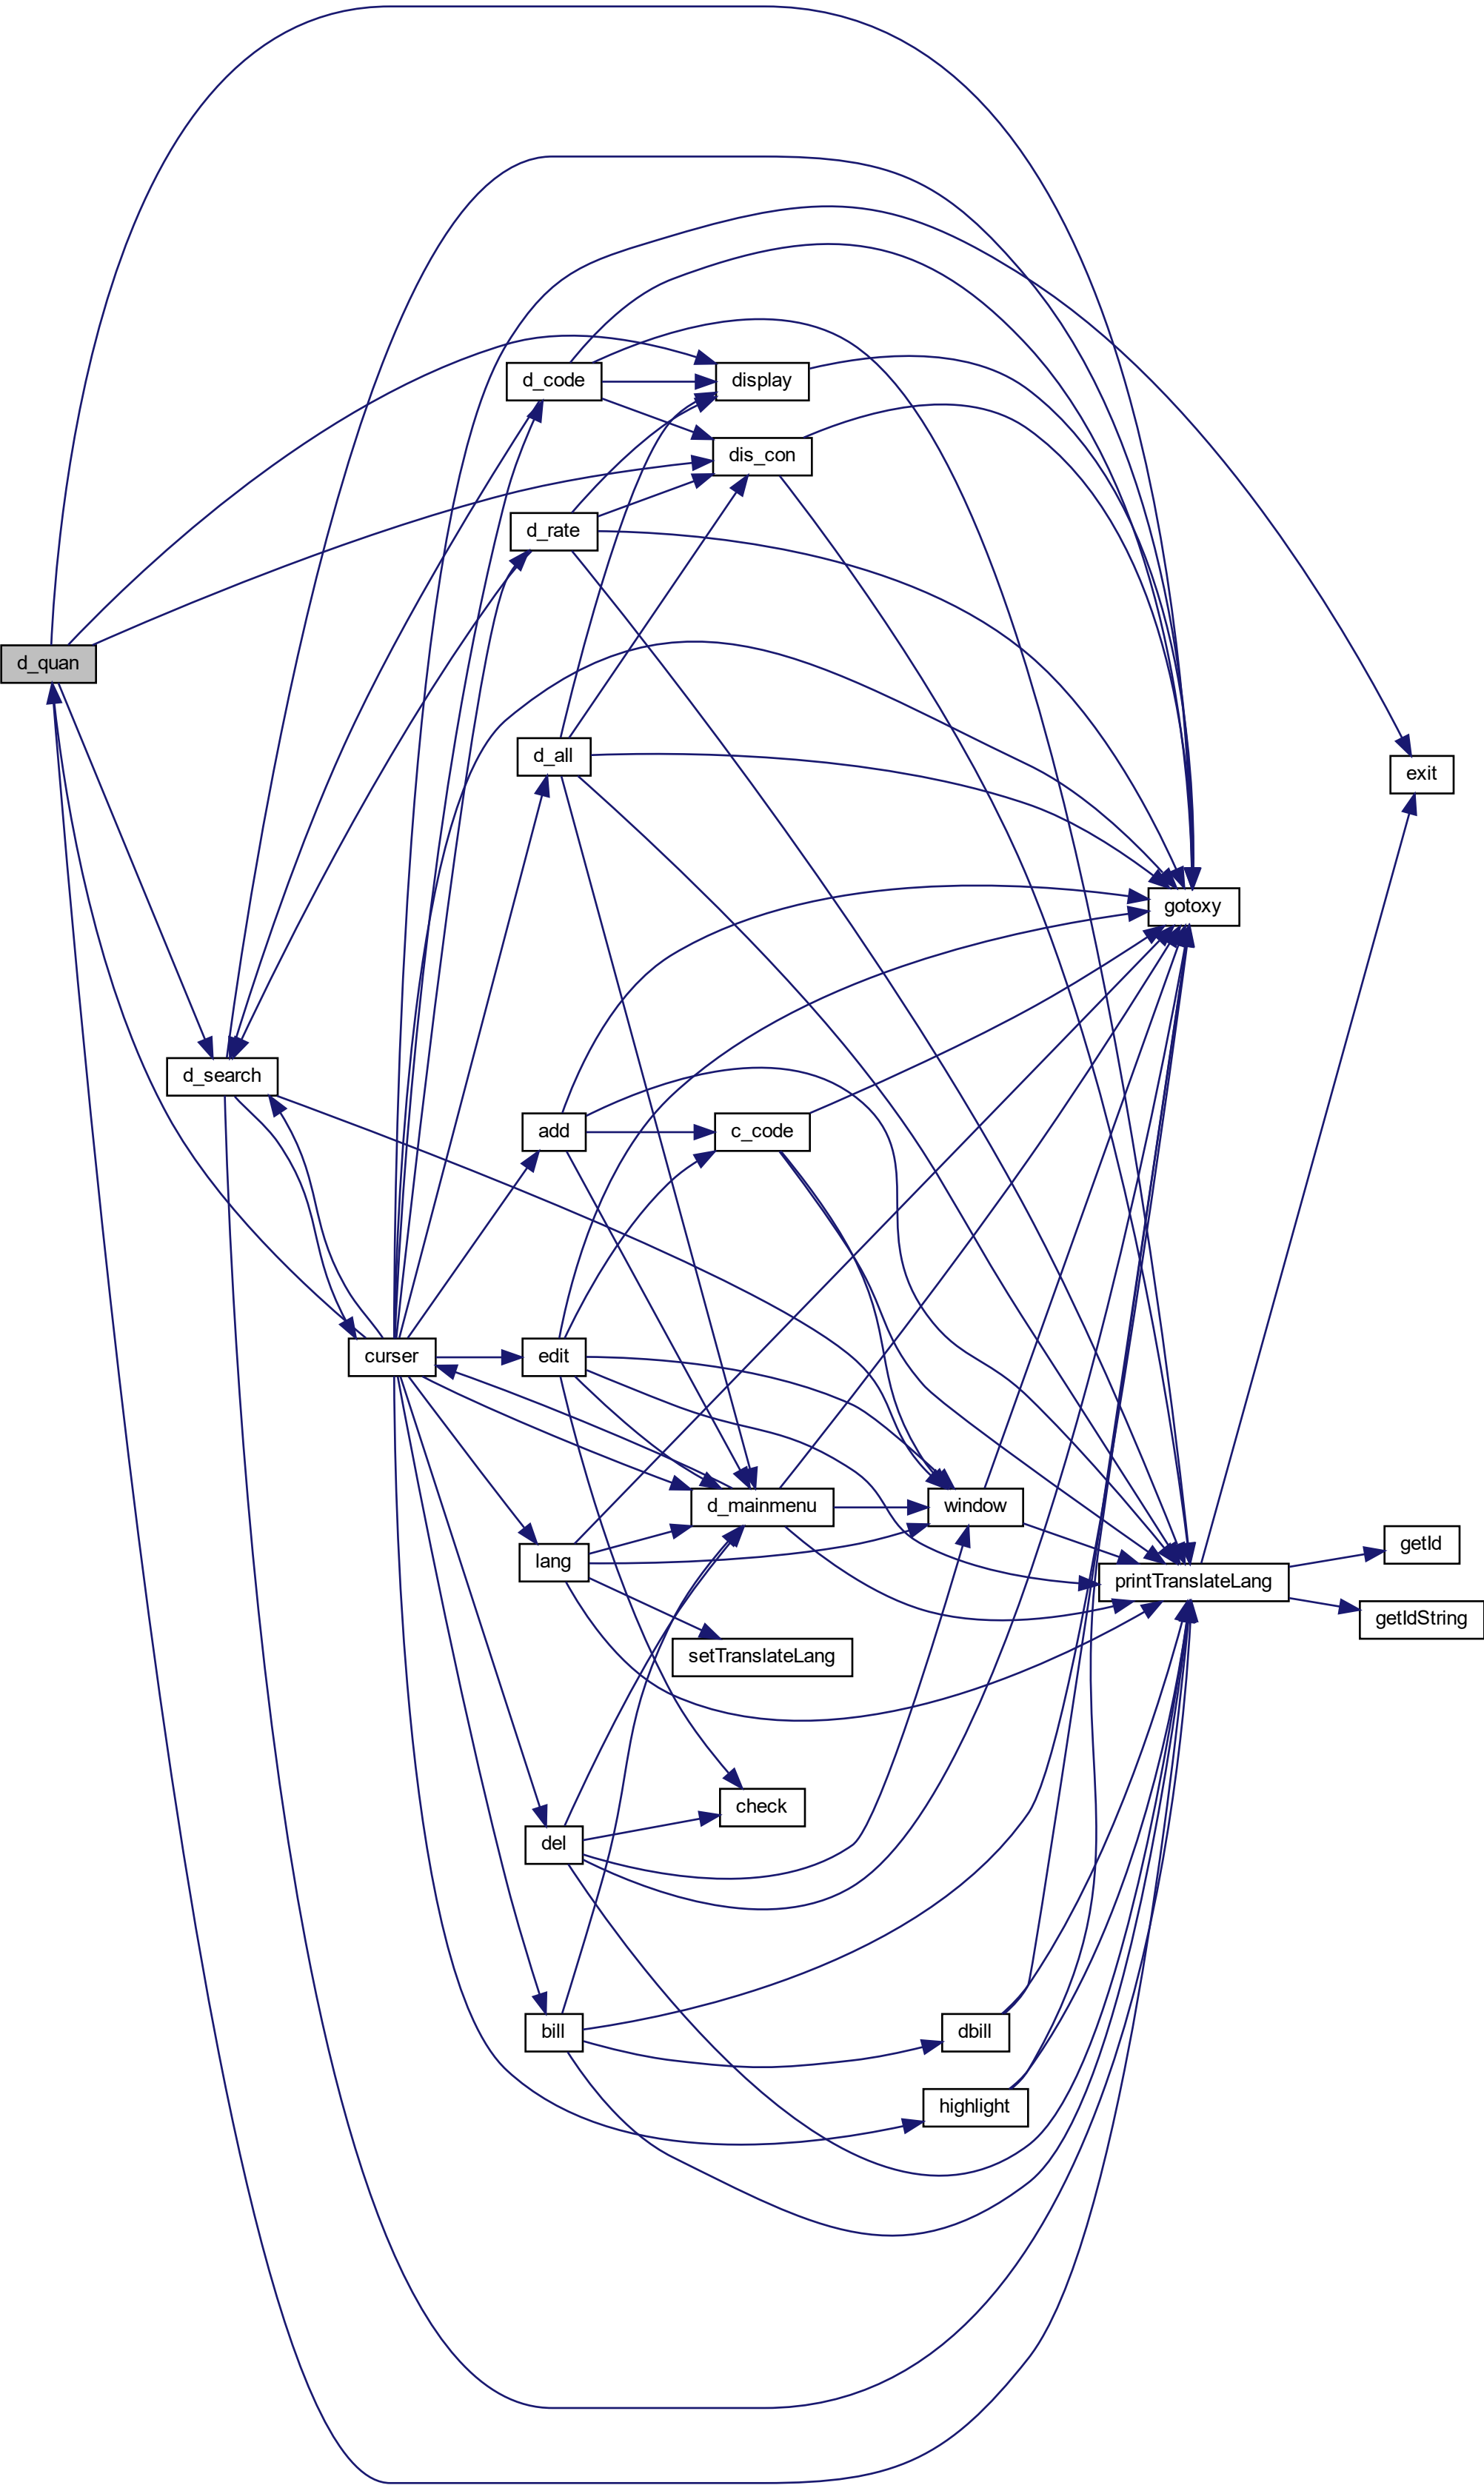 d_code
display
dis_con
d_rate
d_quan
d_all
exit
gotoxy
d_search
add
c_code
curser
edit
d_mainmenu
window
lang
getId
printTranslateLang
getIdString
setTranslateLang
check
del
bill
dbill
highlight